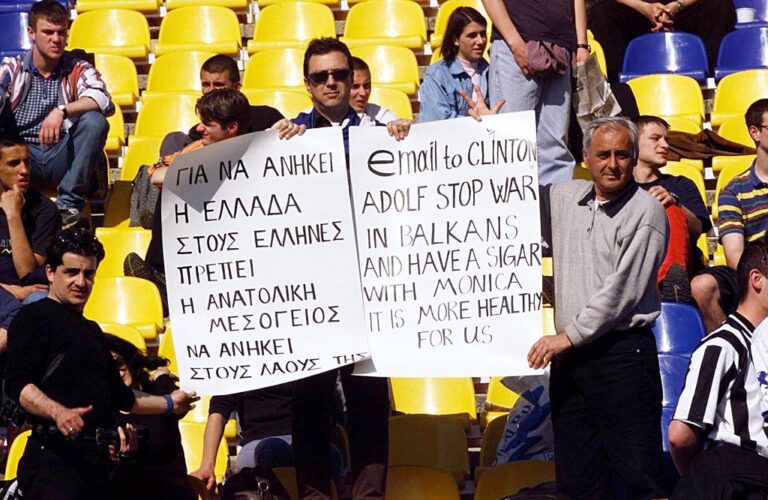 ΓΙΑ ΝΑ ΑΝΗΚΕΙ
Η ΕΛΛΑΔΑ
ΣΤΟΥΣ ΕΛΛΗΝΕΣ
ΠΡΕΠΕΙ
Η ΑΝΑΤΟΛΙΚΗ
ΜΕΣΟΓΕΙΟΣ
ΝΑ ΑΝΗΚΕΙ
ΣΤΟΥΣ ΛΑΟΥΣ ΤΗΣ
email to CLINTON
ADOLF STOP WAR
IN BALKANS
AND HAVE A SIGAR
WITH MONICA
IT IS MORE HEALTHY
FOR US